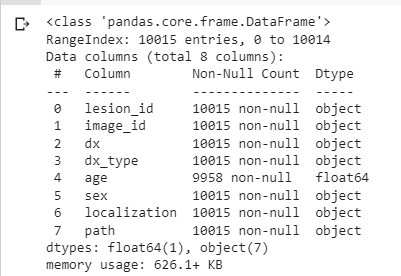 <class 'pandas.core.frame.DataFrame'>
RangeIndex: 10015 entries, 0 to 10014
Data columns (total 8 columns):
 #   Column        Non-Null Count  Dtype
---  ------        --------------  -----
 0   lesion_id     10015 non-null  object
 1   image_id      10015 non-null  object
 2   dx            10015 non-null  object
 3   dx_type       10015 non-null  object
 4   age           9958 non-null   float64
 5   sex           10015 non-null  object
 6   localization  10015 non-null  object
 7   path          10015 non-null  object
dtypes: float64(1), object(7)
memory usage: 626.1+ KB